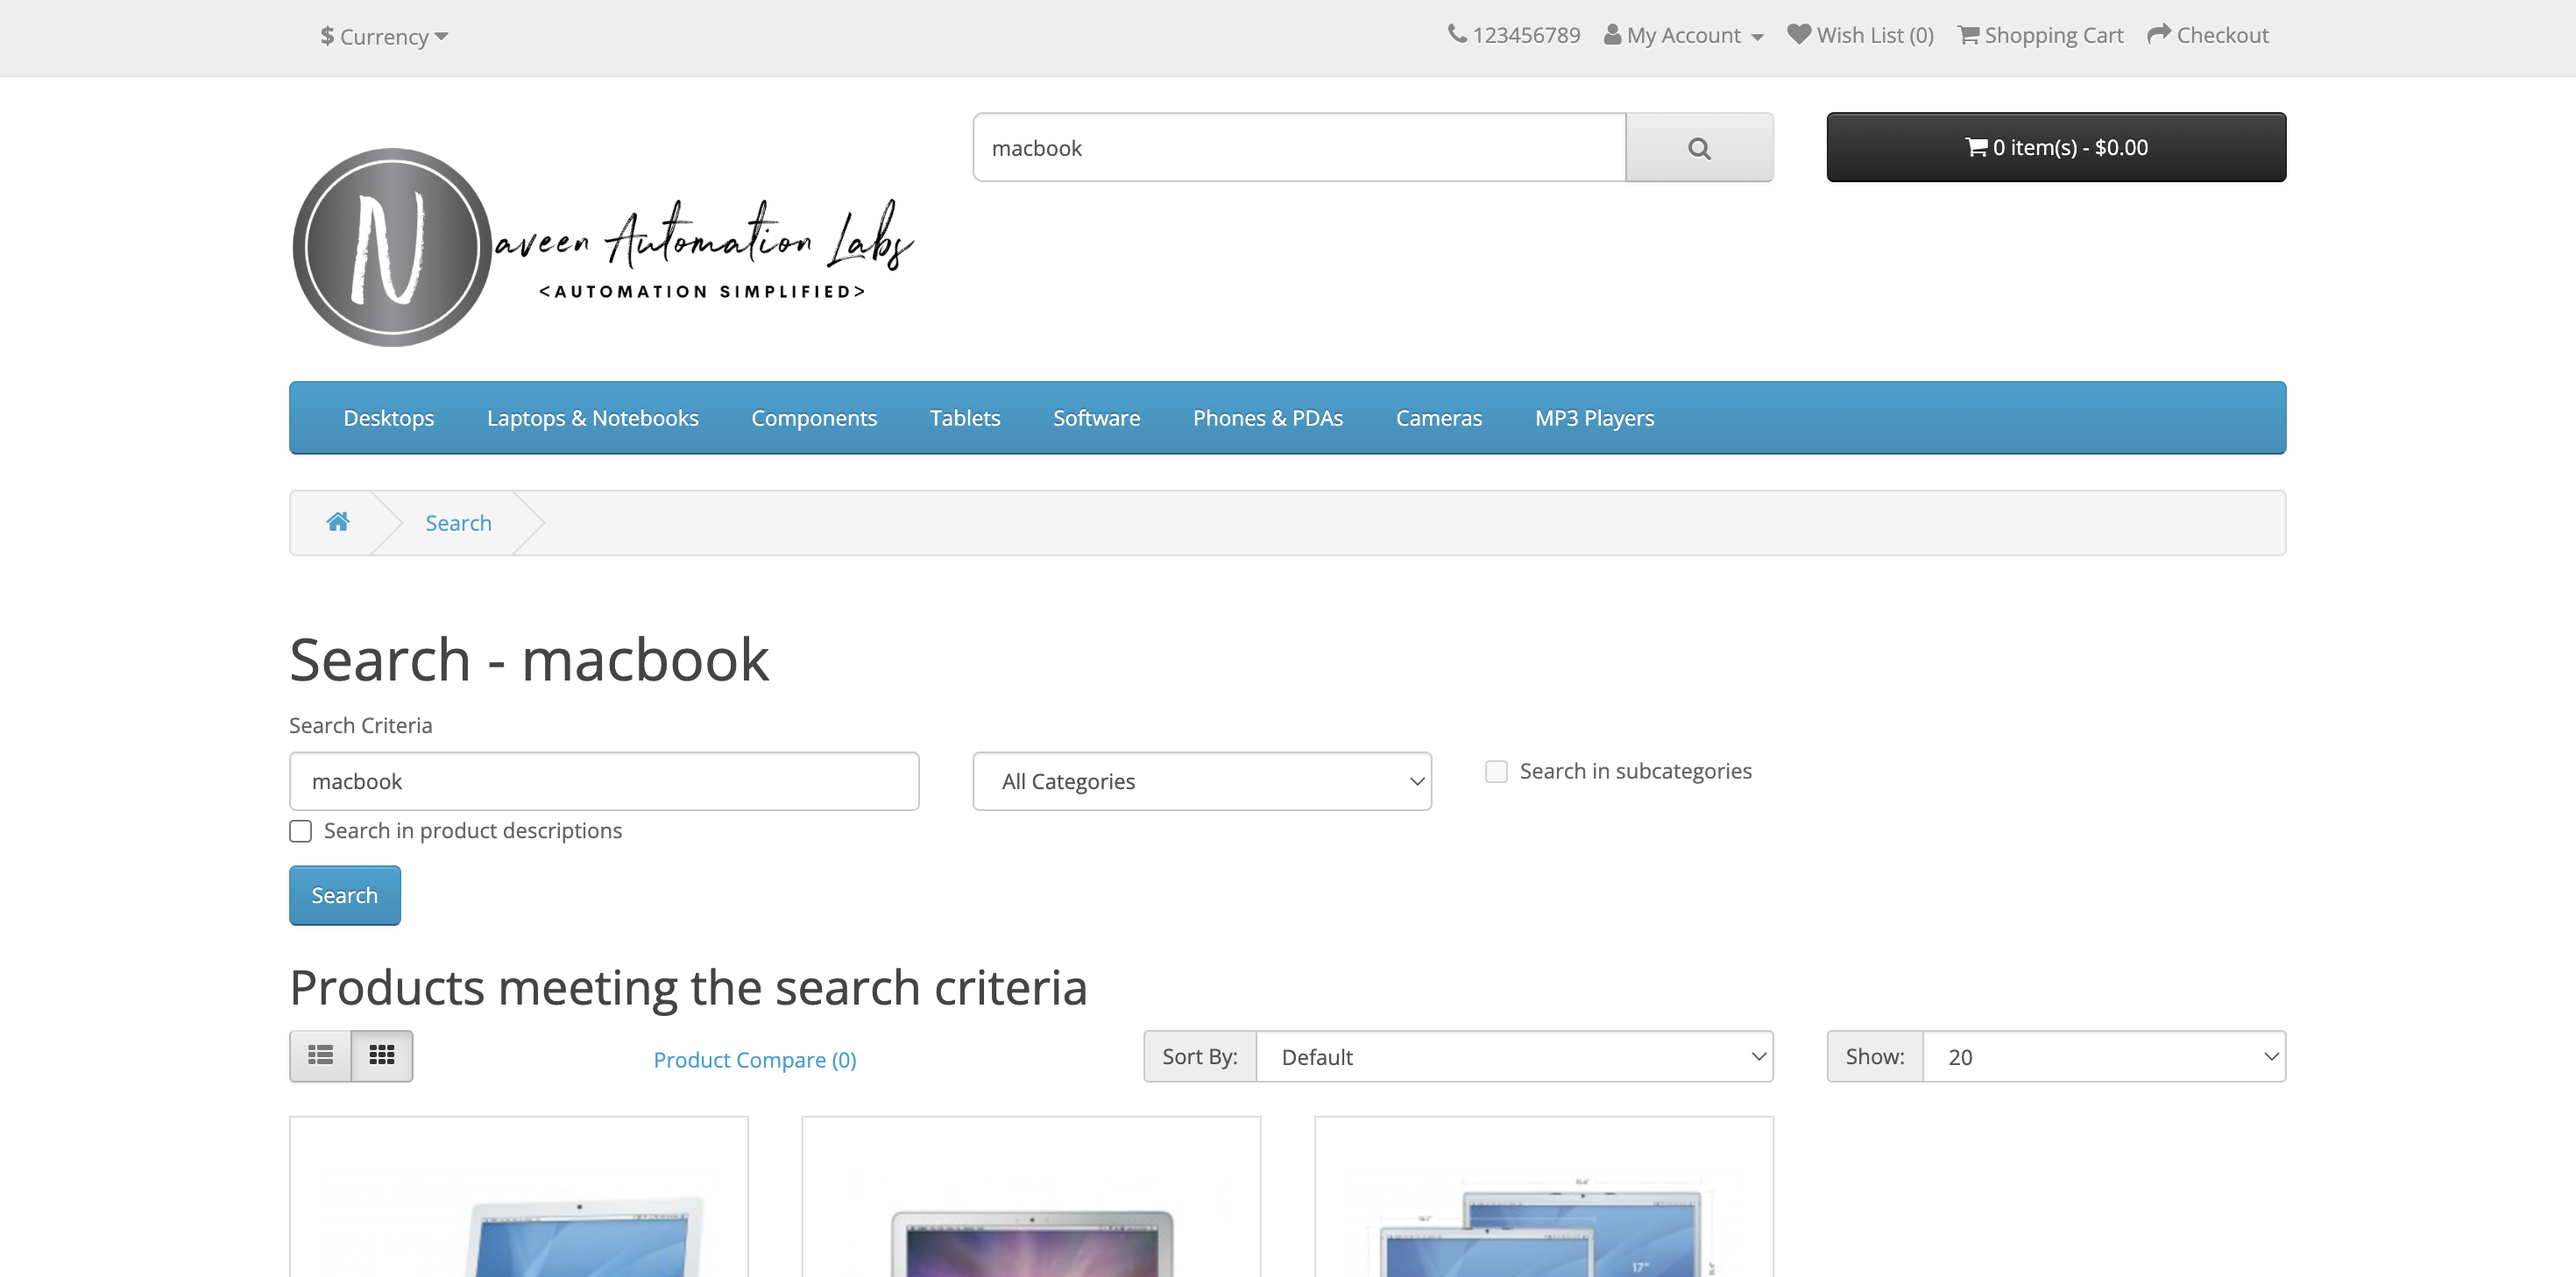 $ Currency
123456789 My Account Wish List (0) Shopping Cart Checkout
macbook
0 item(s) - $0.00
N
aveen Automation Labs
<AUTOMATION SIMPLIFIED>
Desktops Laptops & Notebooks Components Tablets Software Phones & PDAs Cameras MP3 Players
Search
Search - macbook
Search Criteria
macbook
All Categories
Search in subcategories
Search in product descriptions
Search
Products meeting the search criteria
Product Compare (0)
Sort By: Default
Show: 20
17"